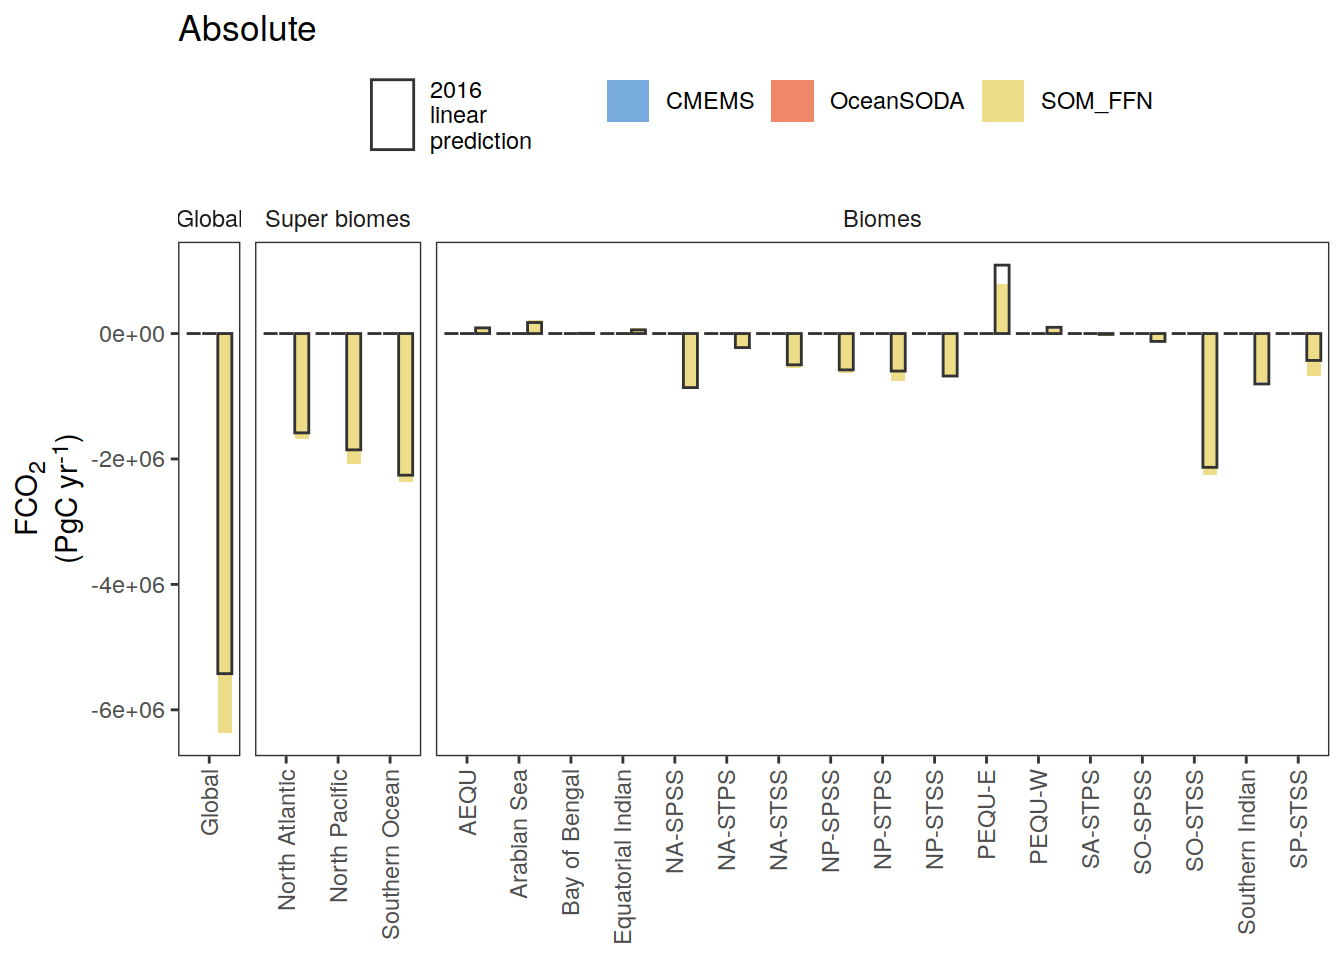 Absolute
2016
linear
prediction
CMEMS
OceanSODA
SOM_FFN
Global
Super biomes
Biomes
FCO₂
(PgC yr⁻¹)
0e+00
-2e+06
-4e+06
-6e+06
Global
North Atlantic
North Pacific
Southern Ocean
AEQU
Arabian Sea
Bay of Bengal
Equatorial Indian
NA-SPSS
NA-STPS
NA-STSS
NP-SPSS
NP-STPS
NP-STSS
PEQU-E
PEQU-W
SA-STPS
SO-SPSS
SO-STSS
Southern Indian
SP-STSS